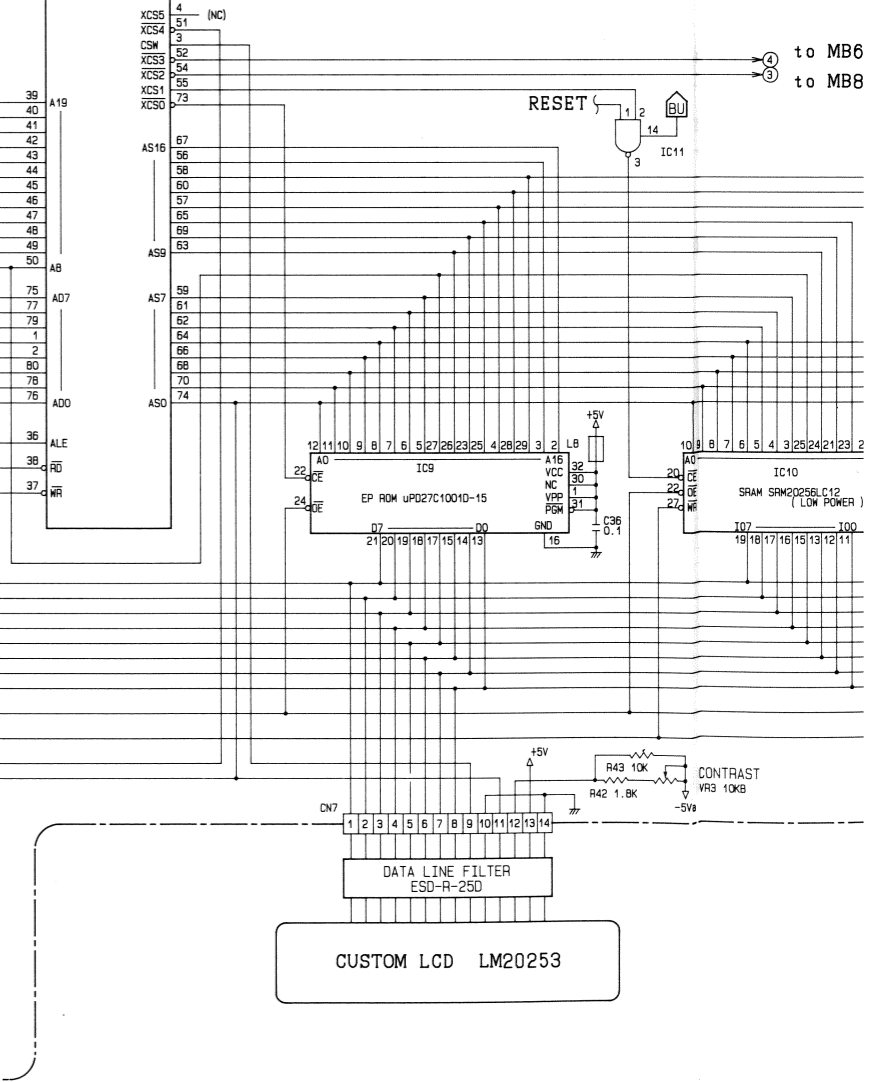 XCS5 4 (NC)
XCS4 51
CSW 3
XCS3 52
XCS2 54
XCS1 55
XCS0 73
4 to MB6
3 to MB8
RESET
1 2
BU
14
IC11
3
39 A19
40
41
42
43
44
45
46
47
48
49
50 A8
75 AD7
77
79
1
2
80
78
76 AD0
36 ALE
38 RD
37 WR
AS16 67
56
58
60
57
65
69
AS9 63
AS7 59
61
62
64
66
68
70
AS0 74
12 11 10 9 8 7 6 5 27 26 23 25 4 28 29 3 2
A0 A16
IC9
EP ROM uPD27C1001D-15
22 CE
24 OE
VCC 32
NC 30
VPP 1
PGM 31
GND
16
D7 D0
21 20 19 18 17 15 14 13
+5V
L8
C36
0.1
10 9 8 7 6 5 4 3 25 24 21 23 2
A0
IC10
SRAM SRM20256LC12
( LOW POWER )
20 CE
22 OE
27 WR
IO7 IO0
19 18 17 16 15 13 12 11
+5V
R43 10K
R42 1.8K
CONTRAST
VR3 10KB
-5VB
CN7
1 2 3 4 5 6 7 8 9 10 11 12 13 14
DATA LINE FILTER
ESD-R-25D
CUSTOM LCD LM20253